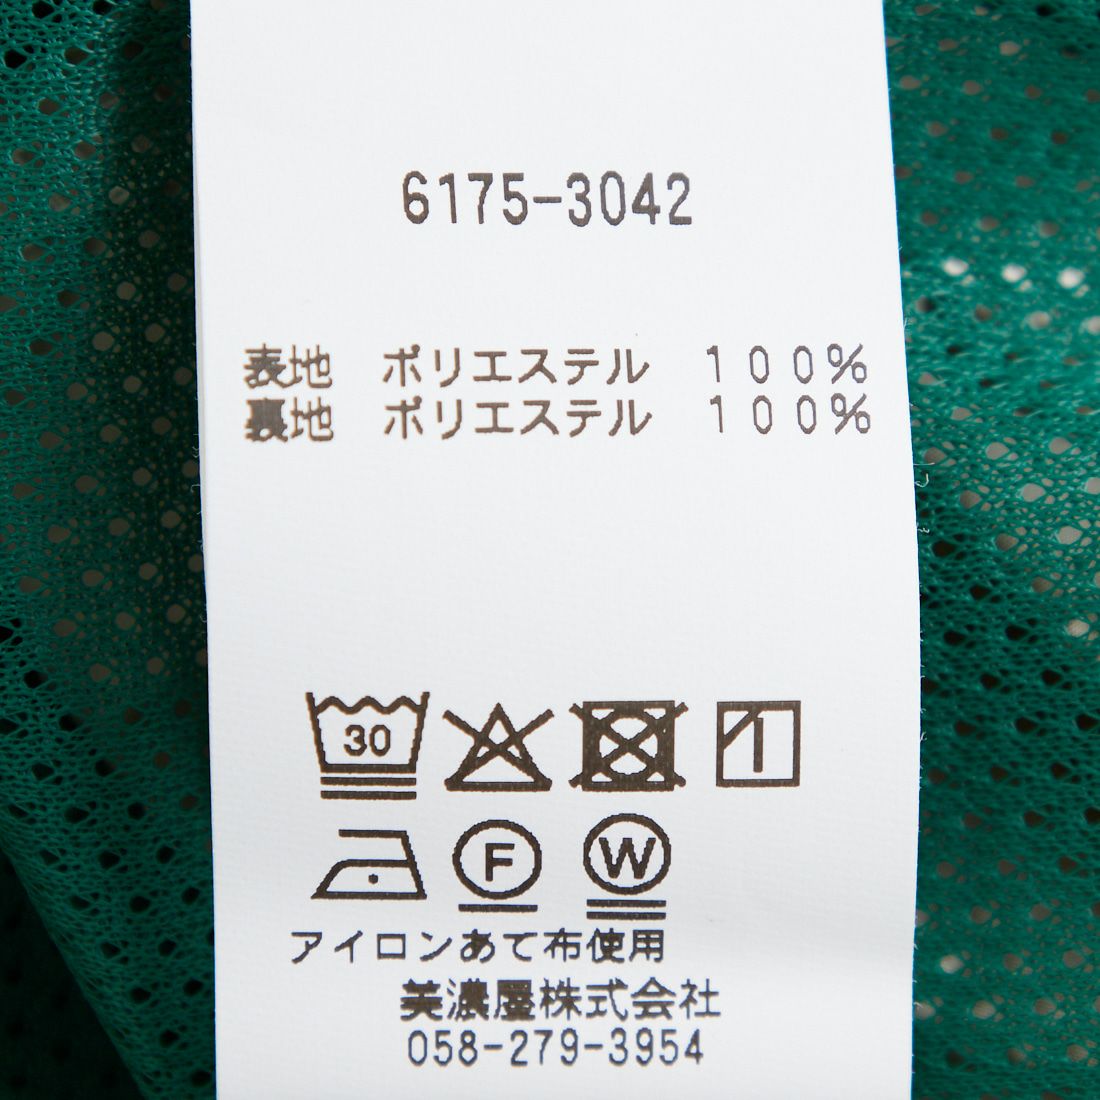 6175-3042
表地 ポリエステル 100%
裏地 ポリエステル 100%
30
F W
アイロンあて布使用
美濃屋株式会社
058-279-3954